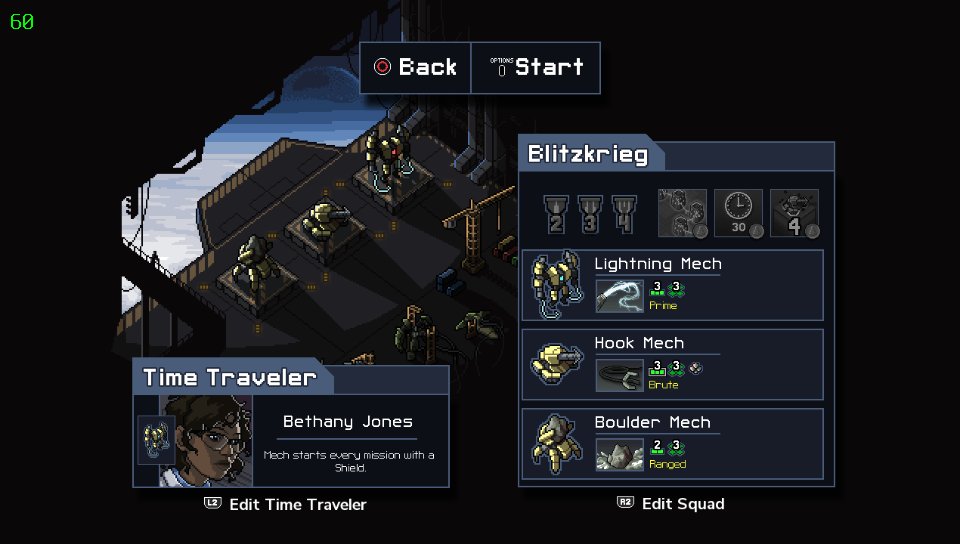 60
Back
OPTIONS Start
Blitzkrieg
2 3 4 30 4
Lightning Mech
3 3
Prime
Hook Mech
3 3
Brute
Boulder Mech
2 3
Ranged
Time Traveler
Bethany Jones
Mech starts every mission with a
Shield.
L2 Edit Time Traveler
R2 Edit Squad